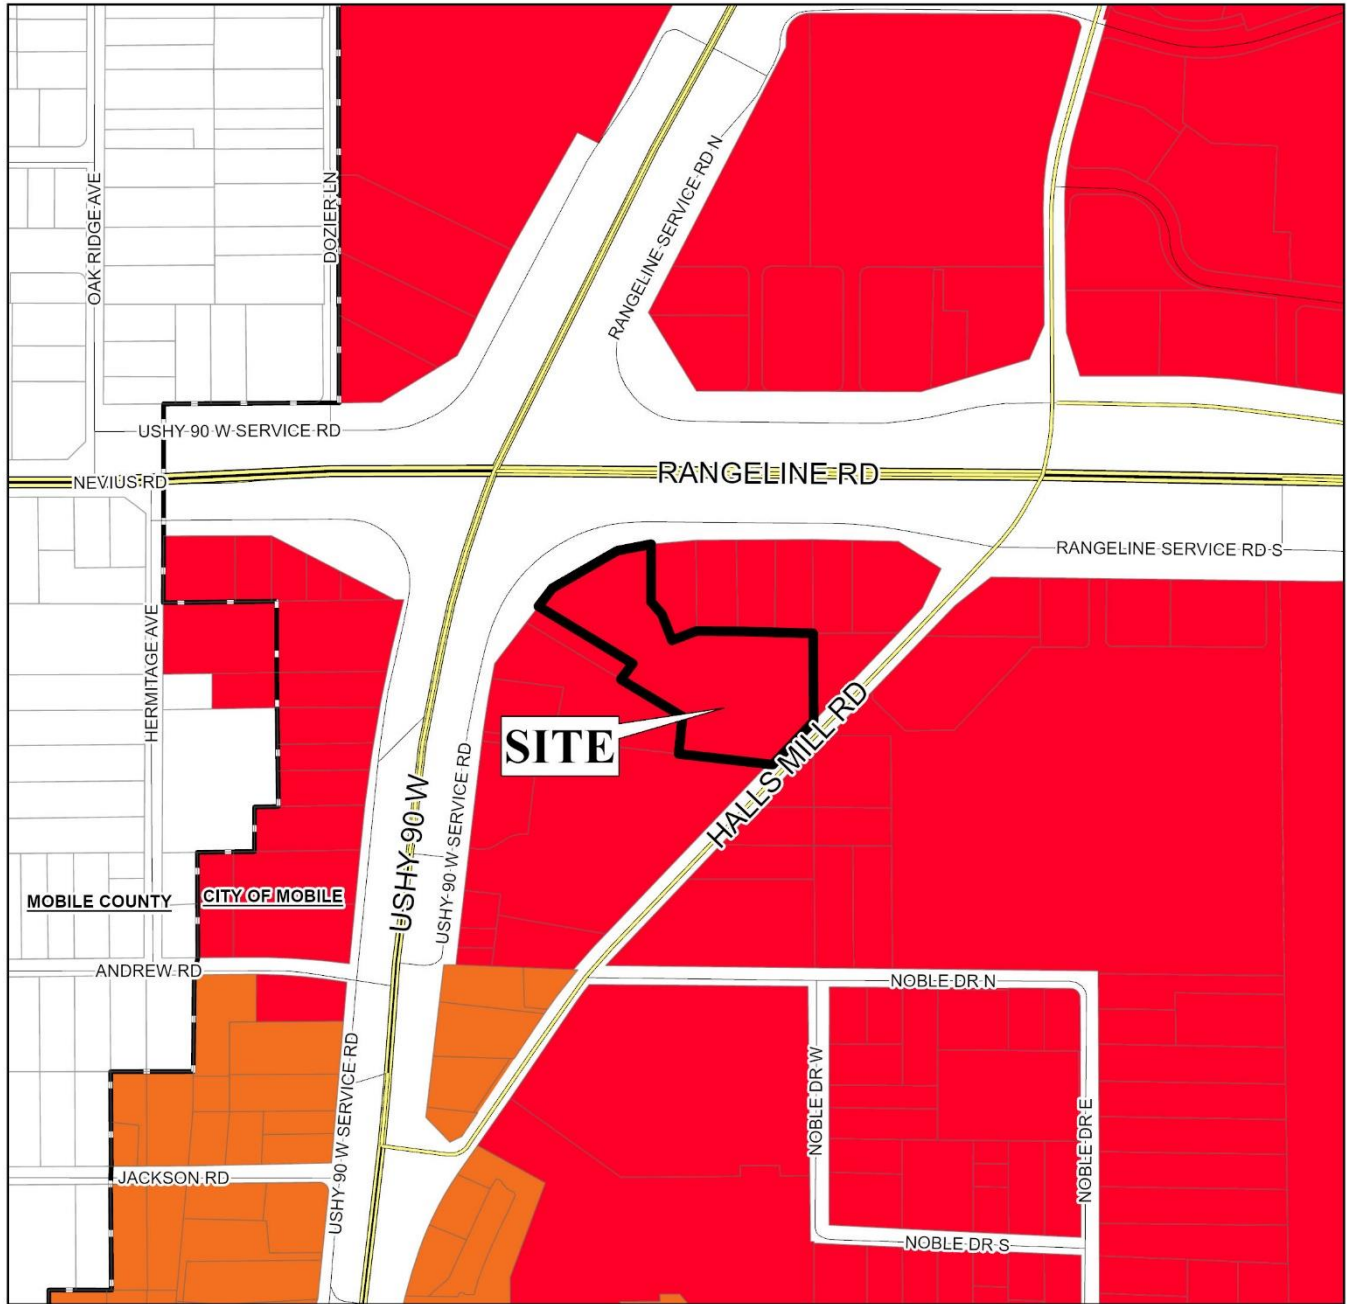 OAK RIDGE AVE
DOZIER LN
RANGELINE SERVICE RD N
USHY 90 W SERVICE RD
NEVIUS RD
RANGELINE RD
RANGELINE SERVICE RD S
HERMITAGE AVE
SITE
HALLS MILL RD
USHY 90 W
USHY 90 W SERVICE RD
MOBILE COUNTY
CITY OF MOBILE
ANDREW RD
NOBLE DR N
USHY 90 W SERVICE RD
NOBLE DR W
NOBLE DR E
JACKSON RD
NOBLE DR S